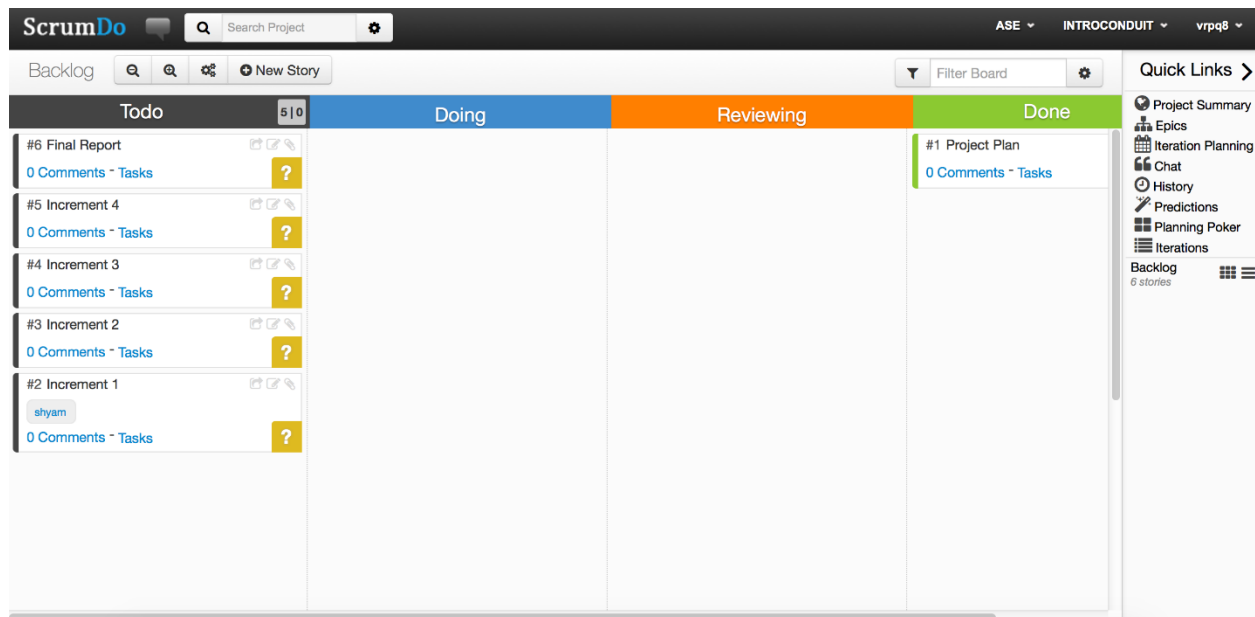 ScrumDo
Search Project
ASE
INTROCONDUIT
vrpq8
Backlog
New Story
Filter Board
Quick Links
Todo
5|0
Doing
Reviewing
Done
#6 Final Report
0 Comments - Tasks
?
#5 Increment 4
0 Comments - Tasks
?
#4 Increment 3
0 Comments - Tasks
?
#3 Increment 2
0 Comments - Tasks
?
#2 Increment 1
shyam
0 Comments - Tasks
?
#1 Project Plan
0 Comments - Tasks
Project Summary
Epics
Iteration Planning
Chat
History
Predictions
Planning Poker
Iterations
Backlog
6 stories